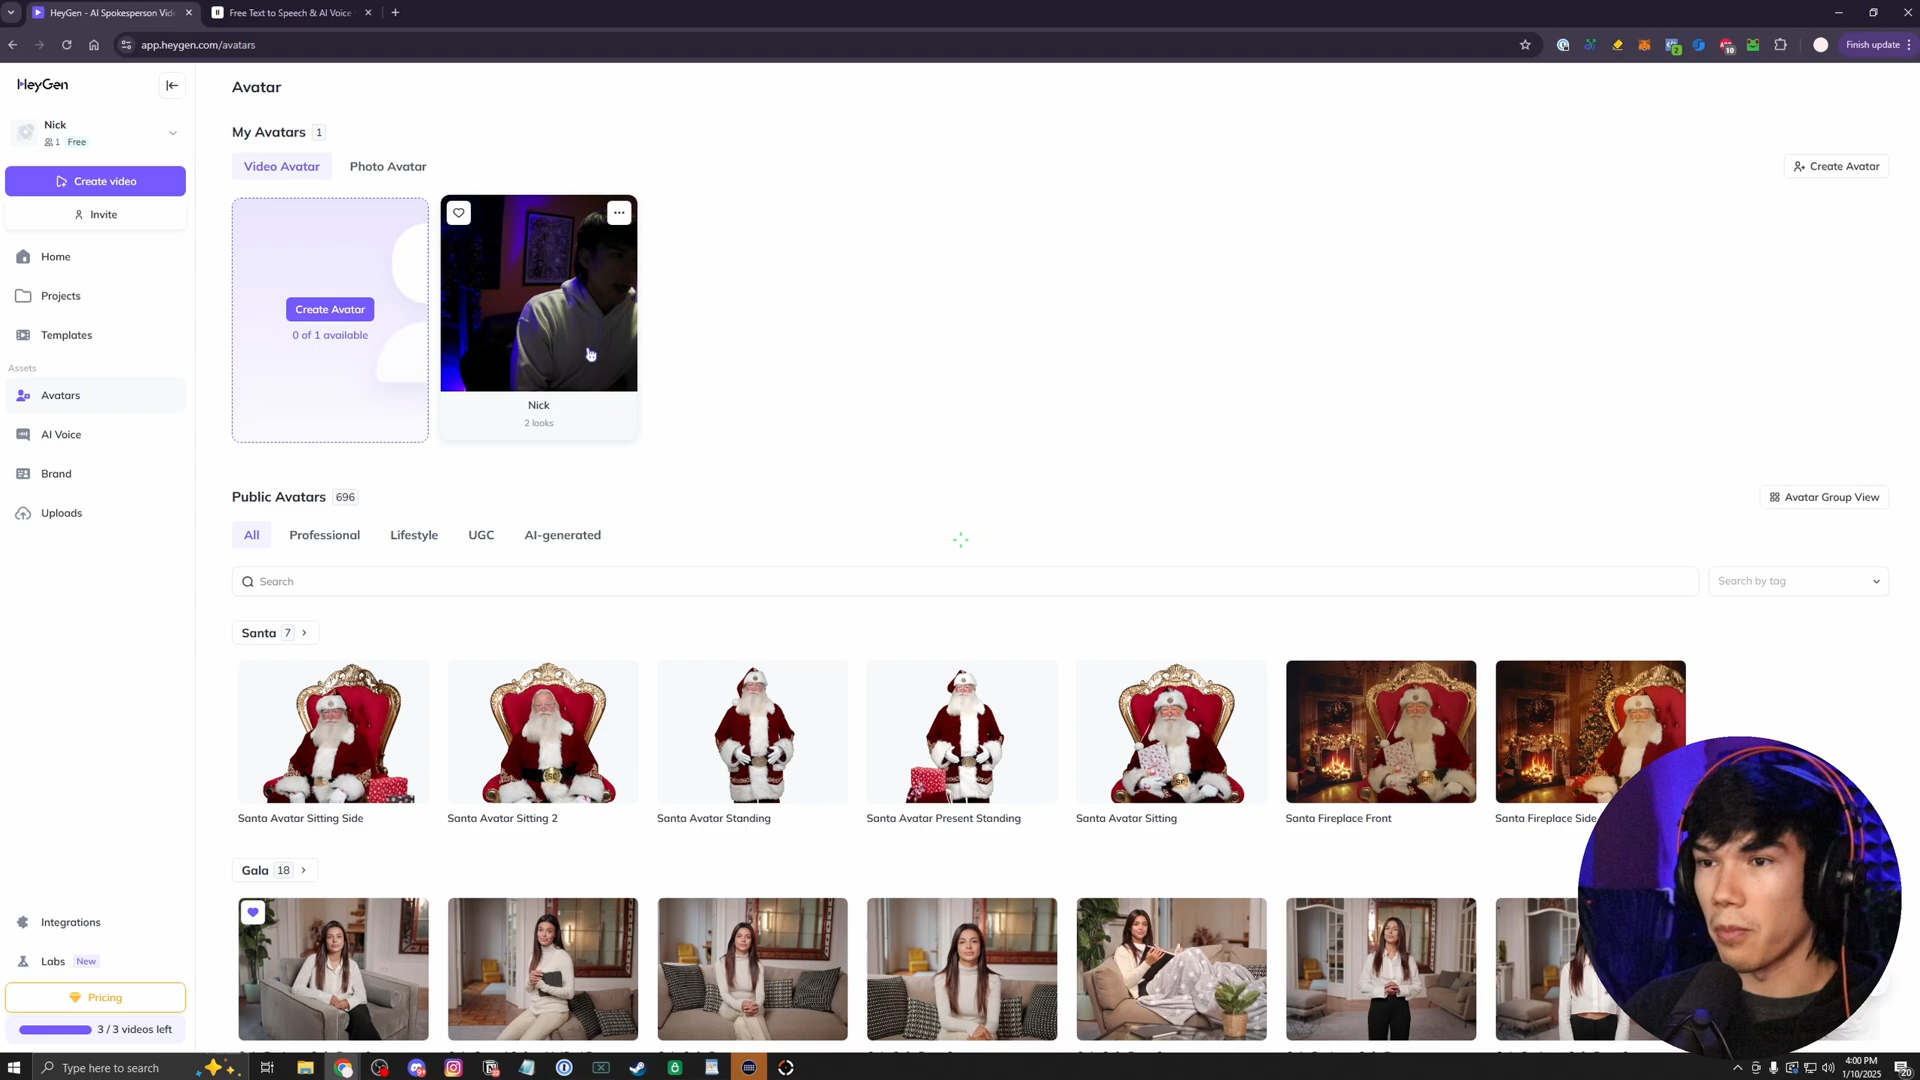 HeyGen - AI Spokesperson Vid
Free Text to Speech & AI Voice
app.heygen.com/avatars
Finish update
HeyGen
Nick
1 Free
Create video
Invite
Home
Projects
Templates
Assets
Avatars
AI Voice
Brand
Uploads
Integrations
Labs New
Pricing
3 / 3 videos left
Avatar
My Avatars 1
Video Avatar Photo Avatar
Create Avatar
Create Avatar
0 of 1 available
Nick
2 looks
Public Avatars 696
Avatar Group View
All Professional Lifestyle UGC AI-generated
Search
Search by tag
Santa 7
Santa Avatar Sitting Side
Santa Avatar Sitting 2
Santa Avatar Standing
Santa Avatar Present Standing
Santa Avatar Sitting
Santa Fireplace Front
Santa Fireplace Side
Gala 18
Type here to search
4:00 PM
1/10/2025
20